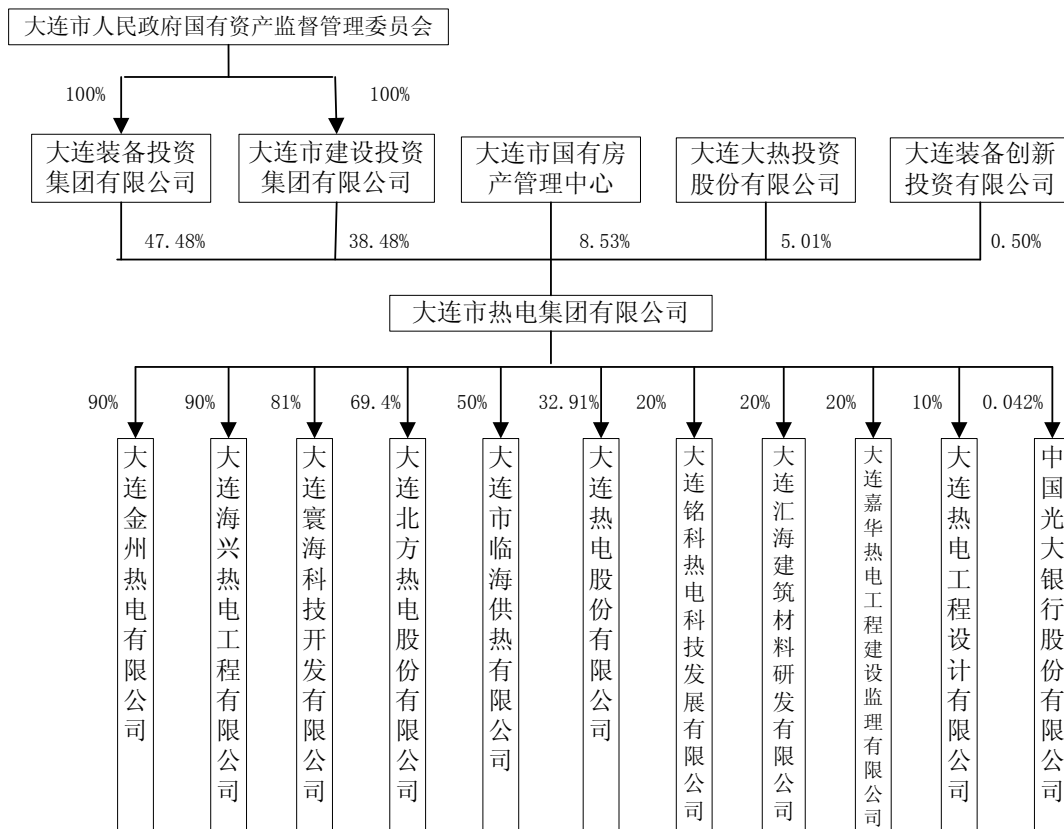 大连市人民政府国有资产监督管理委员会
100%
100%
大连装备投资
集团有限公司
大连市建设投资
集团有限公司
大连市国有房
产管理中心
大连大热投资
股份有限公司
大连装备创新
投资有限公司
47.48%
38.48%
8.53%
5.01%
0.50%
大连市热电集团有限公司
90%
90%
81%
69.4%
50%
32.91%
20%
20%
20%
10%
0.042%
大连金州热电有限公司
大连海兴热电工程有限公司
大连寰海科技开发有限公司
大连北方热电股份有限公司
大连市临海供热有限公司
大连热电股份有限公司
大连铭科热电科技发展有限公司
大连汇海建筑材料研发有限公司
大连嘉华热电工程建设监理有限公司
大连热电工程设计有限公司
中国光大银行股份有限公司